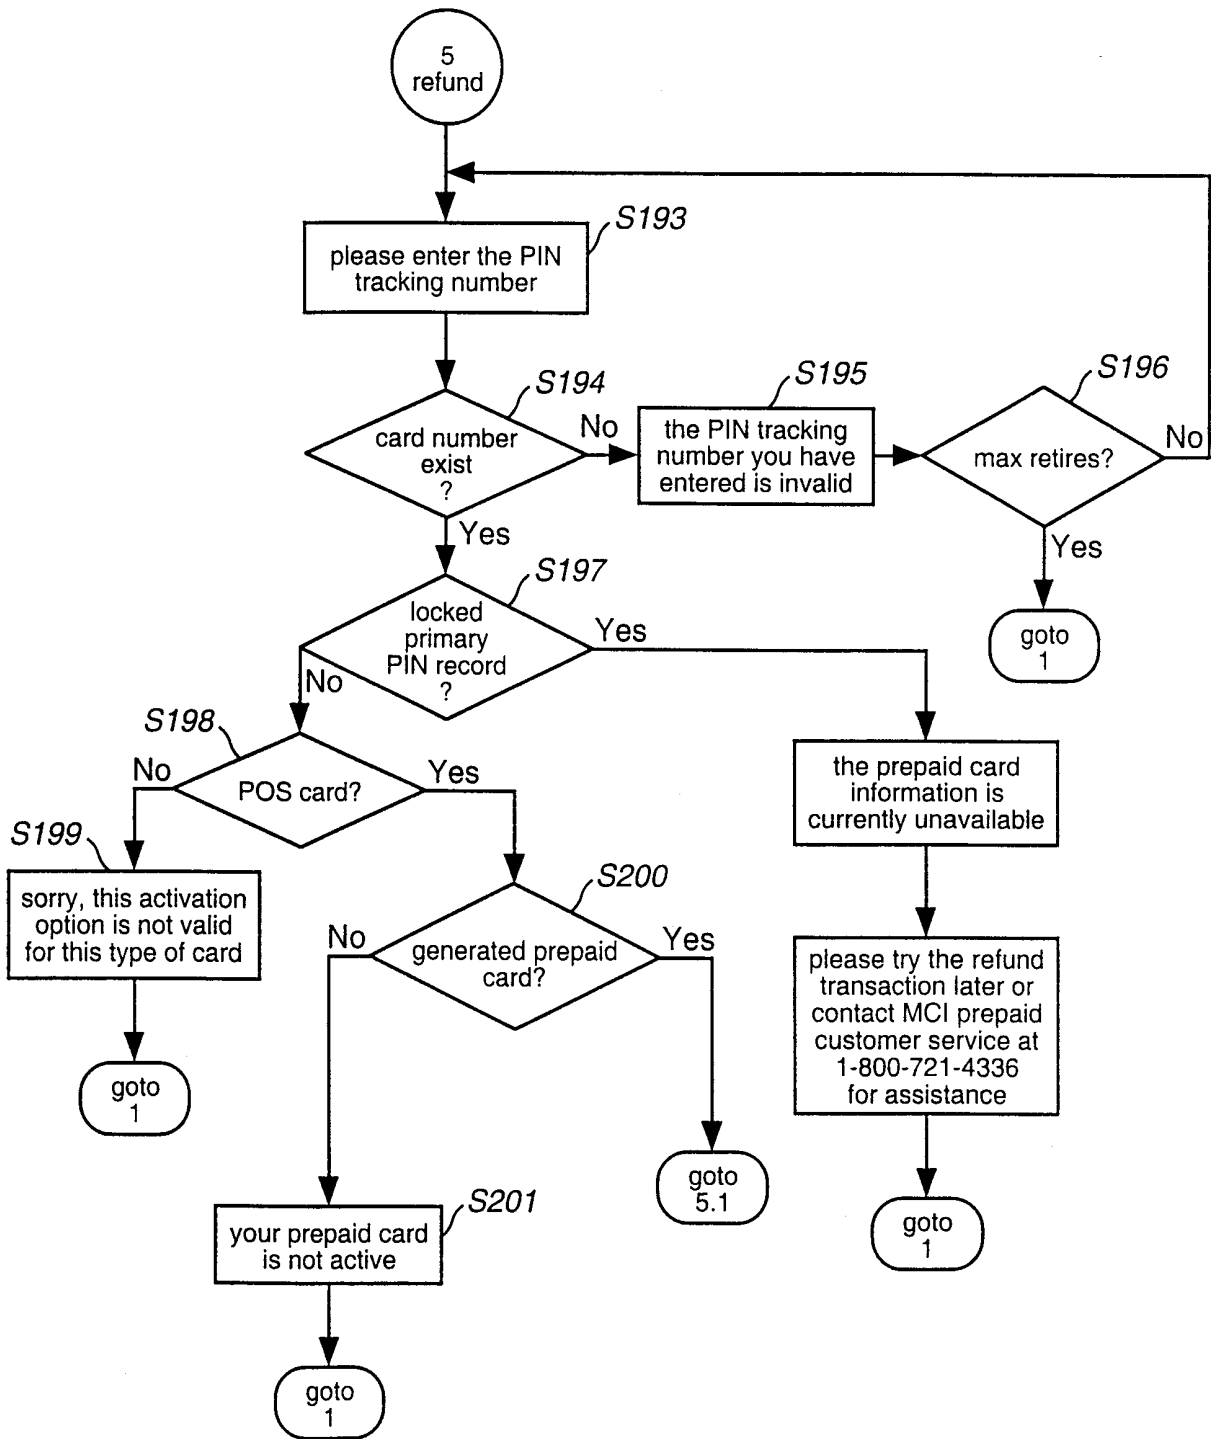 5
refund
S193
please enter the PIN
tracking number
S194
card number
exist
?
No
Yes
S195
the PIN tracking
number you have
entered is invalid
S196
max retires?
No
Yes
goto
1
S197
locked
primary
PIN record
?
Yes
No
S198
POS card?
No
Yes
the prepaid card
information is
currently unavailable
S199
sorry, this activation
option is not valid
for this type of card
S200
generated prepaid
card?
No
Yes
please try the refund
transaction later or
contact MCI prepaid
customer service at
1-800-721-4336
for assistance
goto
1
goto
5.1
S201
your prepaid card
is not active
goto
1
goto
1